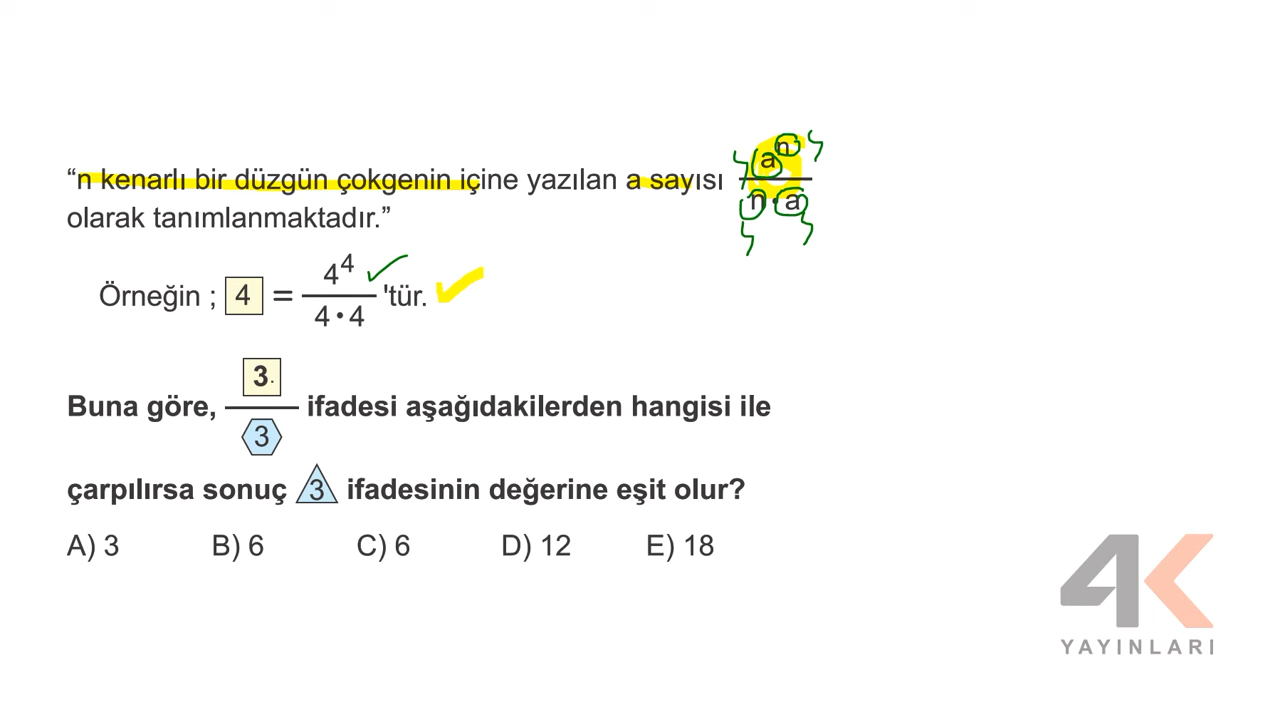 “n kenarlı bir düzgün çokgenin içine yazılan a sayısı aⁿ / n · a
olarak tanımlanmaktadır.”
Örneğin ; 4 = 4⁴ / 4 · 4 'tür.
Buna göre, 3 / 3 ifadesi aşağıdakilerden hangisi ile
çarpılırsa sonuç 3 ifadesinin değerine eşit olur?
A) 3 B) 6 C) 6 D) 12 E) 18
4K
YAYINLARI